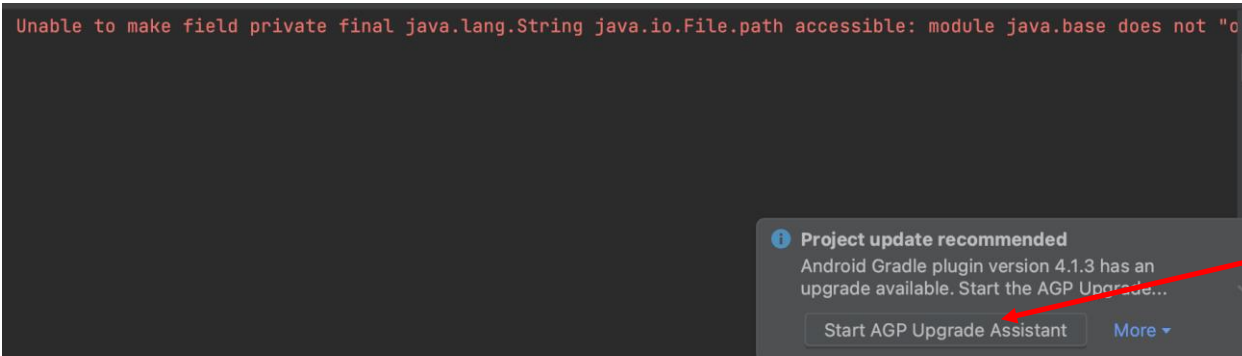 Unable to make field private final java.lang.String java.io.File.path accessible: module java.base does not "o
Project update recommended
Android Gradle plugin version 4.1.3 has an
upgrade available. Start the AGP Upgrade...
Start AGP Upgrade Assistant More